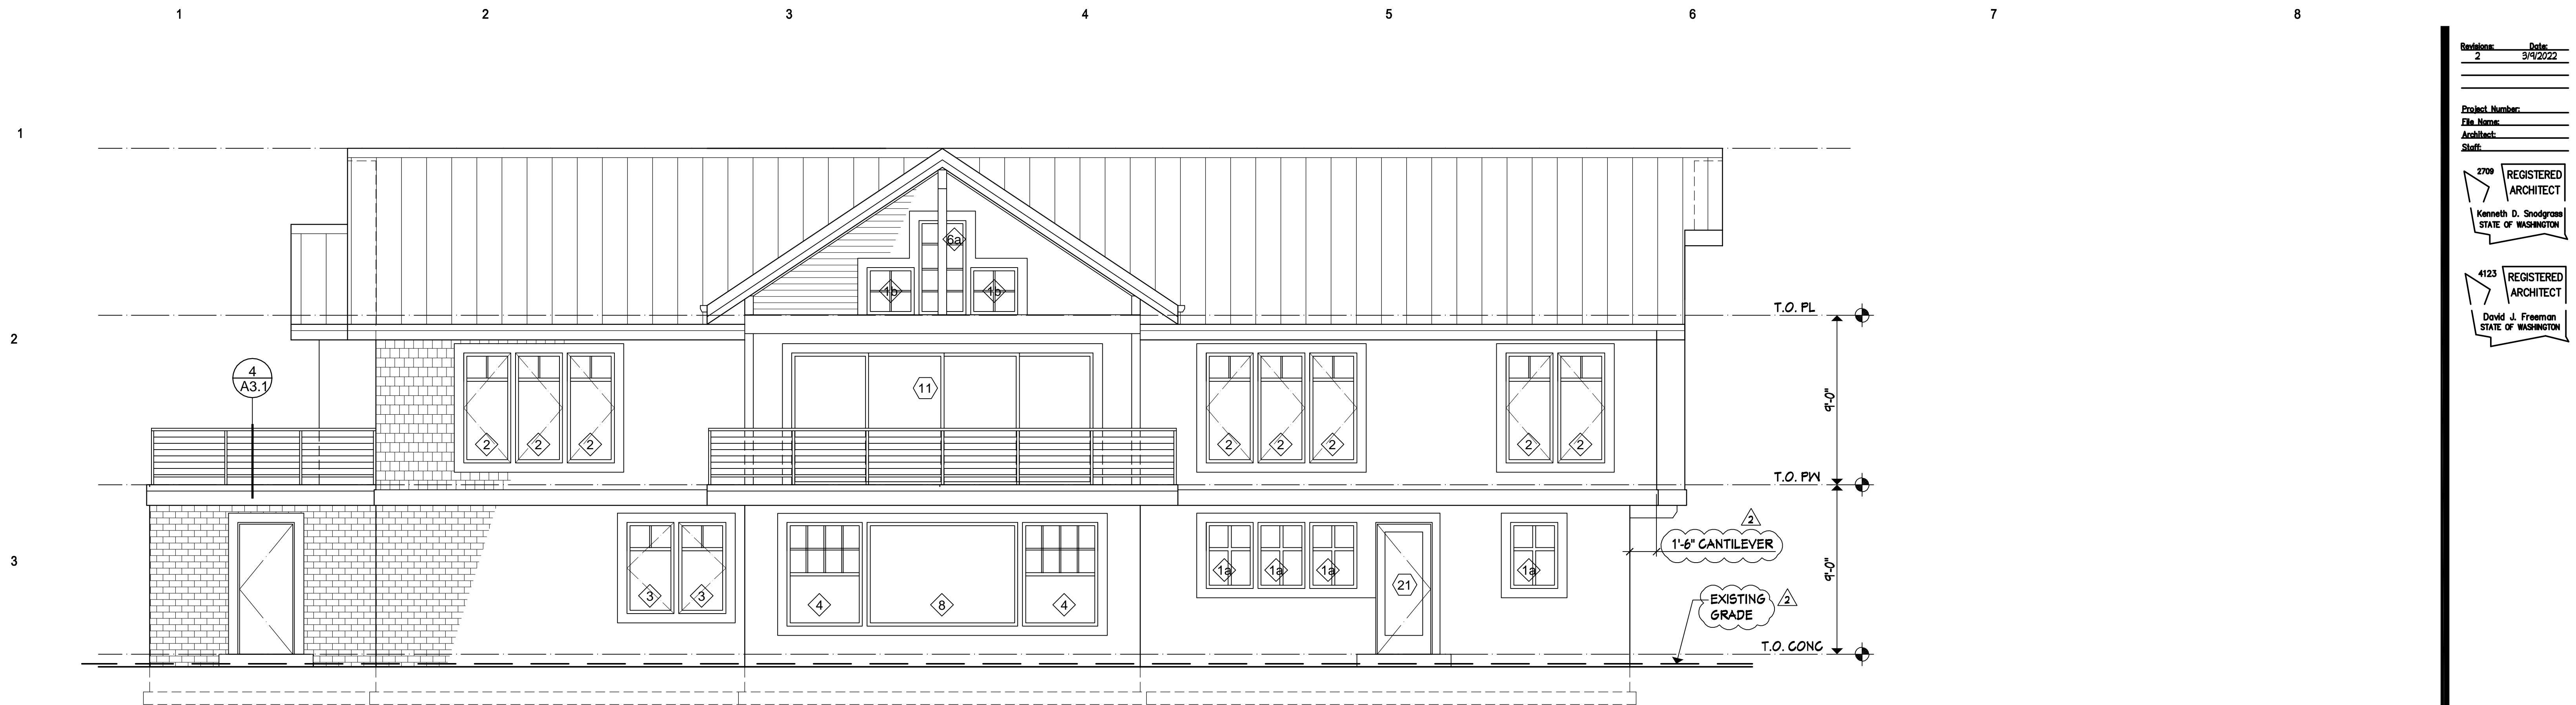 1 2 3 4 5 6 7 8
Revisions: Date:
2 3/9/2022
Project Number:
File Name:
Architect:
Staff:
1
2709
REGISTERED
ARCHITECT
Kenneth D. Snodgrass
STATE OF WASHINGTON
4123
REGISTERED
ARCHITECT
David J. Freeman
STATE OF WASHINGTON
6a
1b 1b
T.O. PL
2
4
A3.1
11
9'-0"
2 2 2 2 2 2 2 2
T.O. PW
2
1'-6" CANTILEVER
3
1a 1a 1a 1a
9'-0"
21
3 3
4 8 4
EXISTING 2
GRADE
T.O. CONC